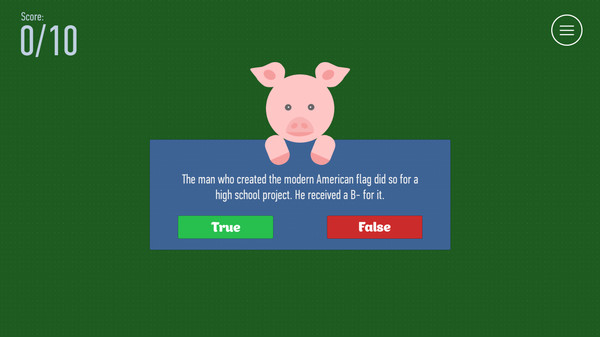 Score:
0/10
The man who created the modern American flag did so for a
high school project. He received a B- for it.
True
False